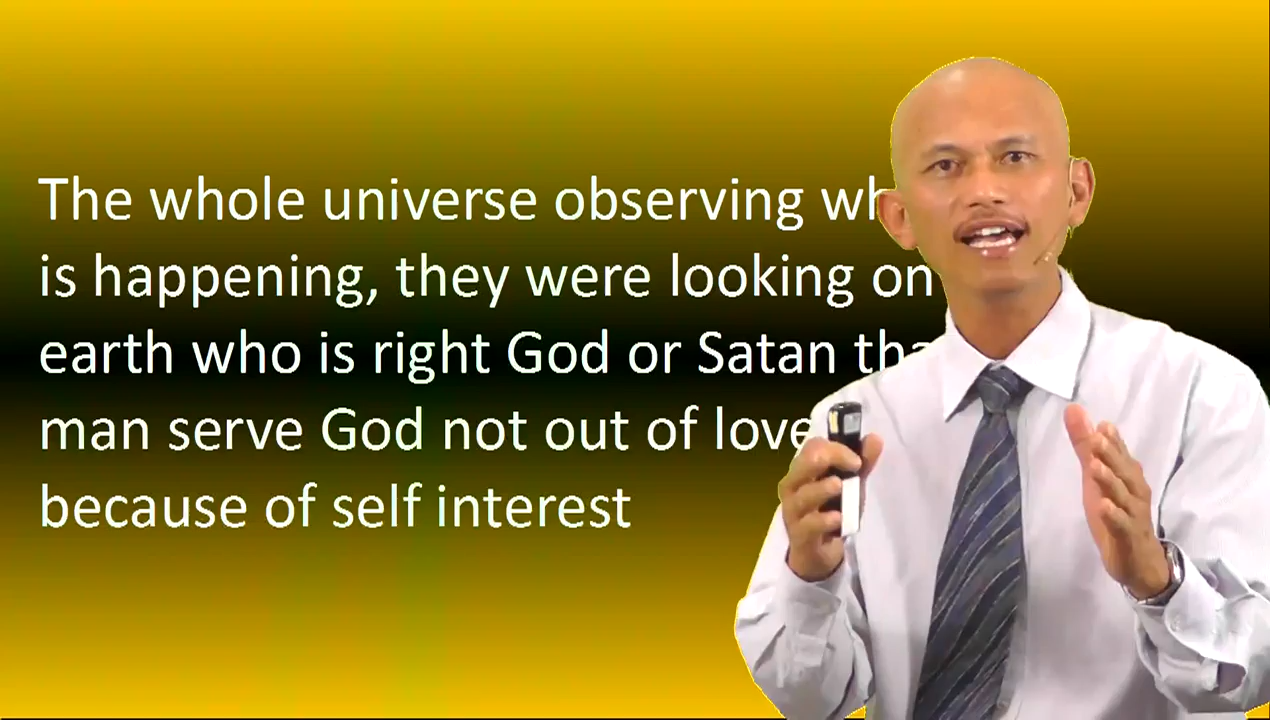 The whole universe observing
is happening, they were looking on
earth who is right God or Satan
man serve God not out of love
because of self interest